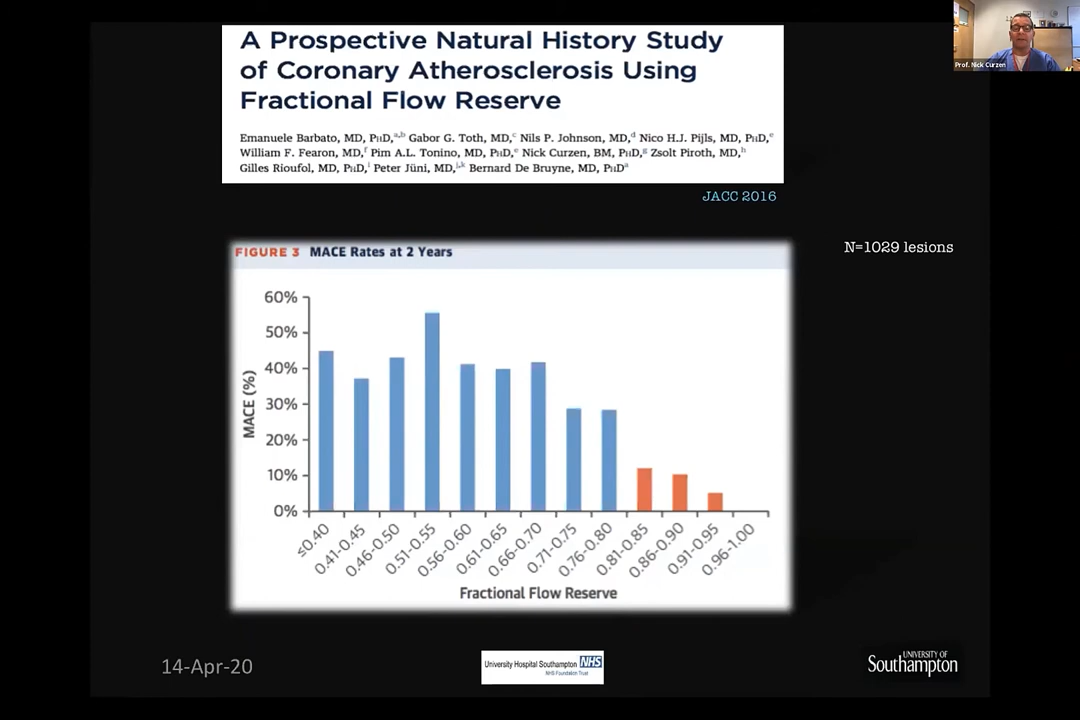 A Prospective Natural History Study
of Coronary Atherosclerosis Using
Fractional Flow Reserve
Emanuele Barbato, MD, PhD,a,b Gabor G. Toth, MD,c Nils P. Johnson, MD,d Nico H.J. Pijls, MD, PhD,e
William F. Fearon, MD,f Pim A.L. Tonino, MD, PhD,e Nick Curzen, BM, PhD,g Zsolt Piroth, MD,h
Gilles Rioufol, MD, PhD,i Peter Jüni, MD,j,k Bernard De Bruyne, MD, PhDa
Prof. Nick Curzen
JACC 2016
N=1029 lesions
FIGURE 3 MACE Rates at 2 Years
60%
50%
40%
30%
20%
10%
0%
MACE (%)
≤0.40
0.41-0.45
0.46-0.50
0.51-0.55
0.56-0.60
0.61-0.65
0.66-0.70
0.71-0.75
0.76-0.80
0.81-0.85
0.86-0.90
0.91-0.95
0.96-1.00
Fractional Flow Reserve
14-Apr-20
University Hospital Southampton NHS
NHS Foundation Trust
UNIVERSITY OF
Southampton